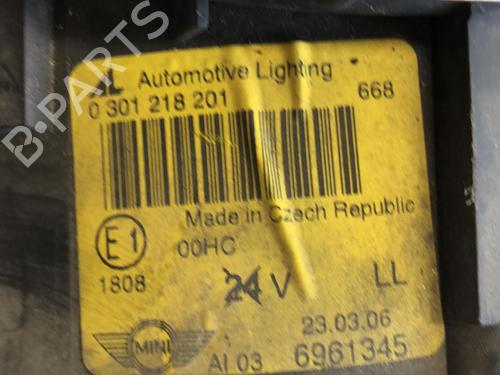 B-PARTS
AL Automotive Lighting
0 301 218 201
668
Made in Czech Republic
E1
00HC
1808
24 V
LL
MINI
23.03.06
AI 03
6961345